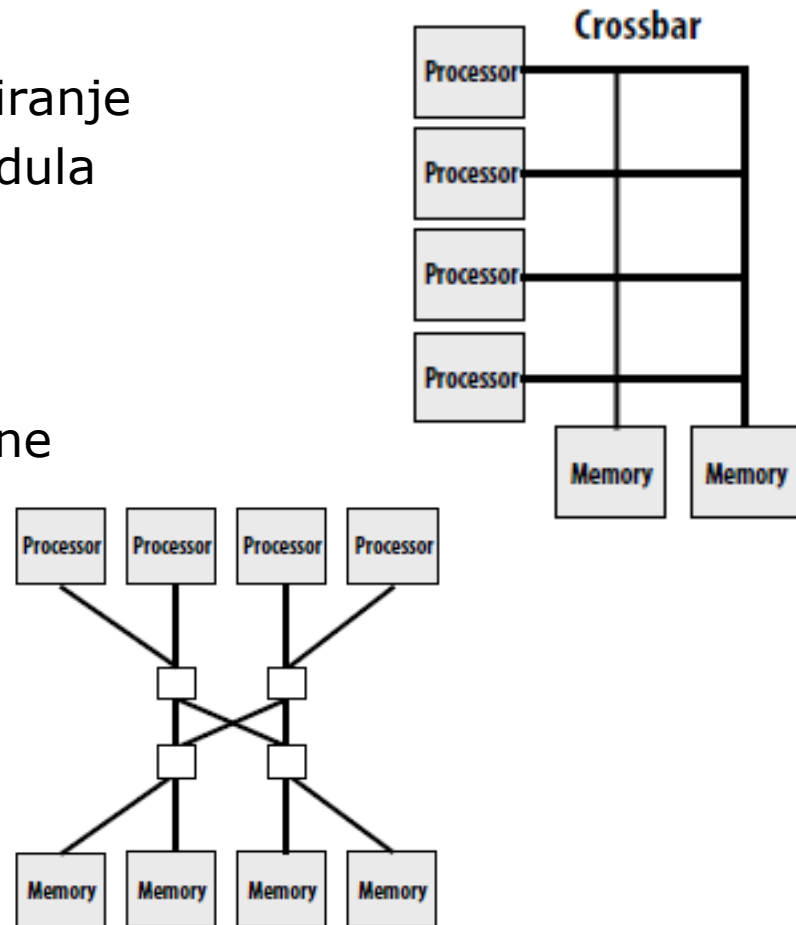 Crossbar
Processor
iranje
dula
Processor
Processor
Processor
ne
Memory Memory
Processor Processor Processor Processor
Memory Memory Memory Memory